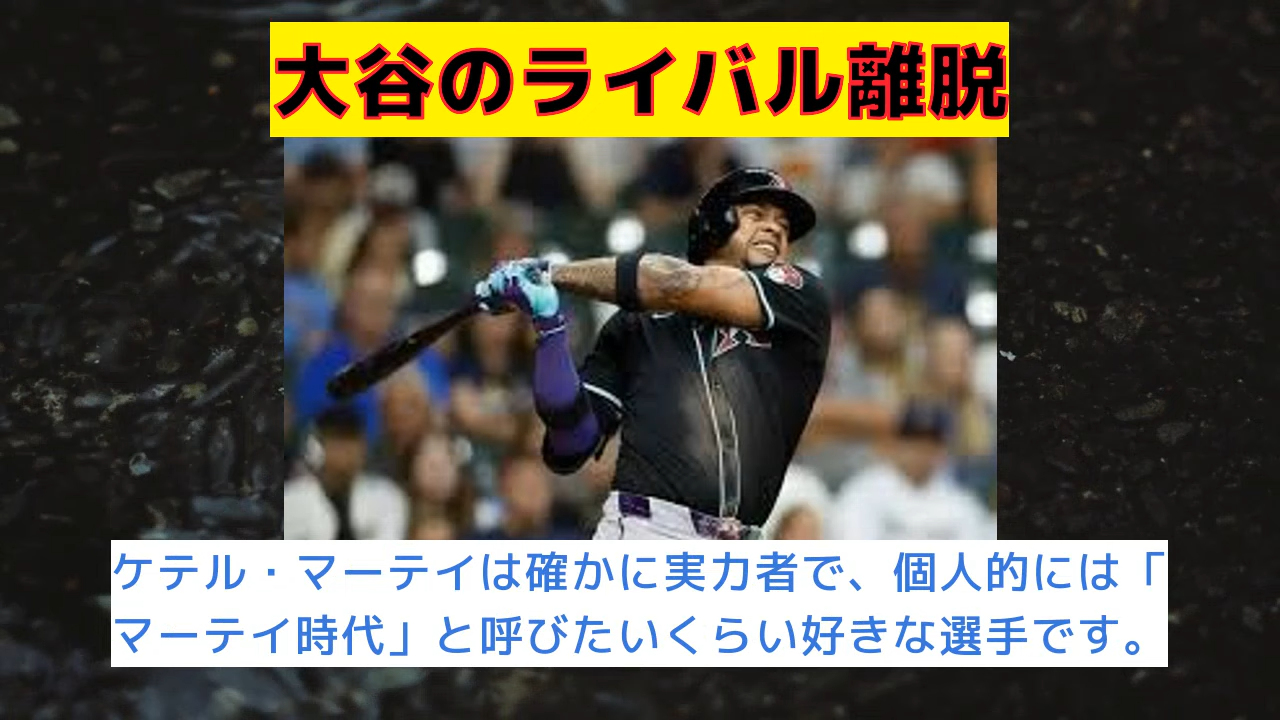 大谷のライバル離脱
ケテル・マーテイは確かに実力者で、個人的には「
マーテイ時代」と呼びたいくらい好きな選手です。